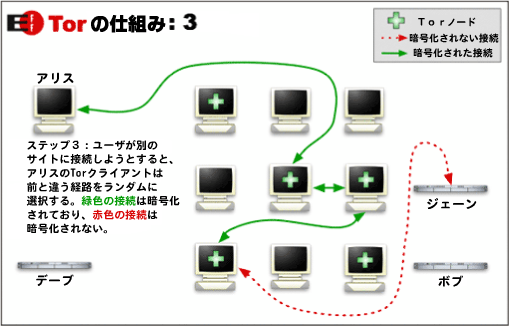 EFF Torの仕組み：3
Ｔｏｒノード
暗号化されない接続
暗号化された接続
アリス
ステップ３：ユーザが別の
サイトに接続しようとすると、
アリスのTorクライアントは
前と違う経路をランダムに
選択する。緑色の接続は暗号化
されており、赤色の接続は
暗号化されない。
ジェーン
デーブ
ボブ